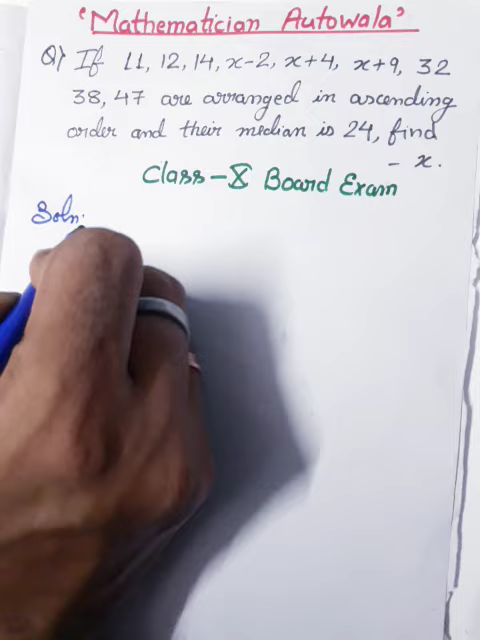 'Mathematician Autowala'
Q) If 11, 12, 14, x-2, x+4, x+9, 32
38, 47 are arranged in ascending
order and their median is 24, find
- x.
Class-X Board Exam
Soln: